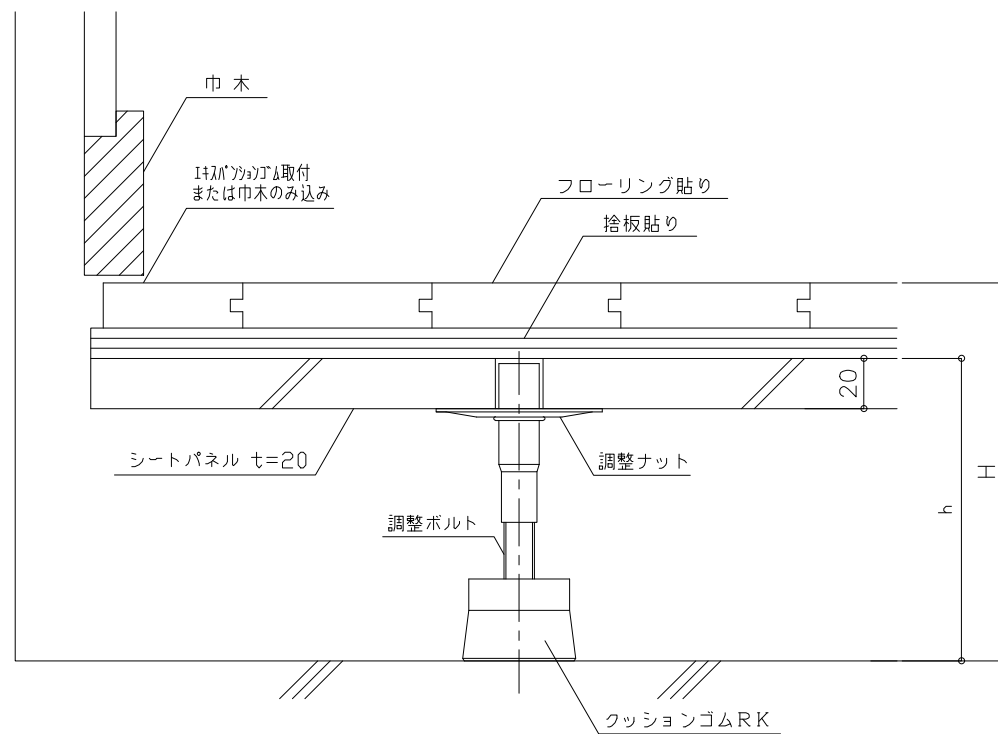 巾 木
エキスパンションゴム取付
または巾木のみ込み
フローリング貼り
捨板貼り
20
シートパネル t=20
調整ナット
H
h
調整ボルト
クッションゴムRK